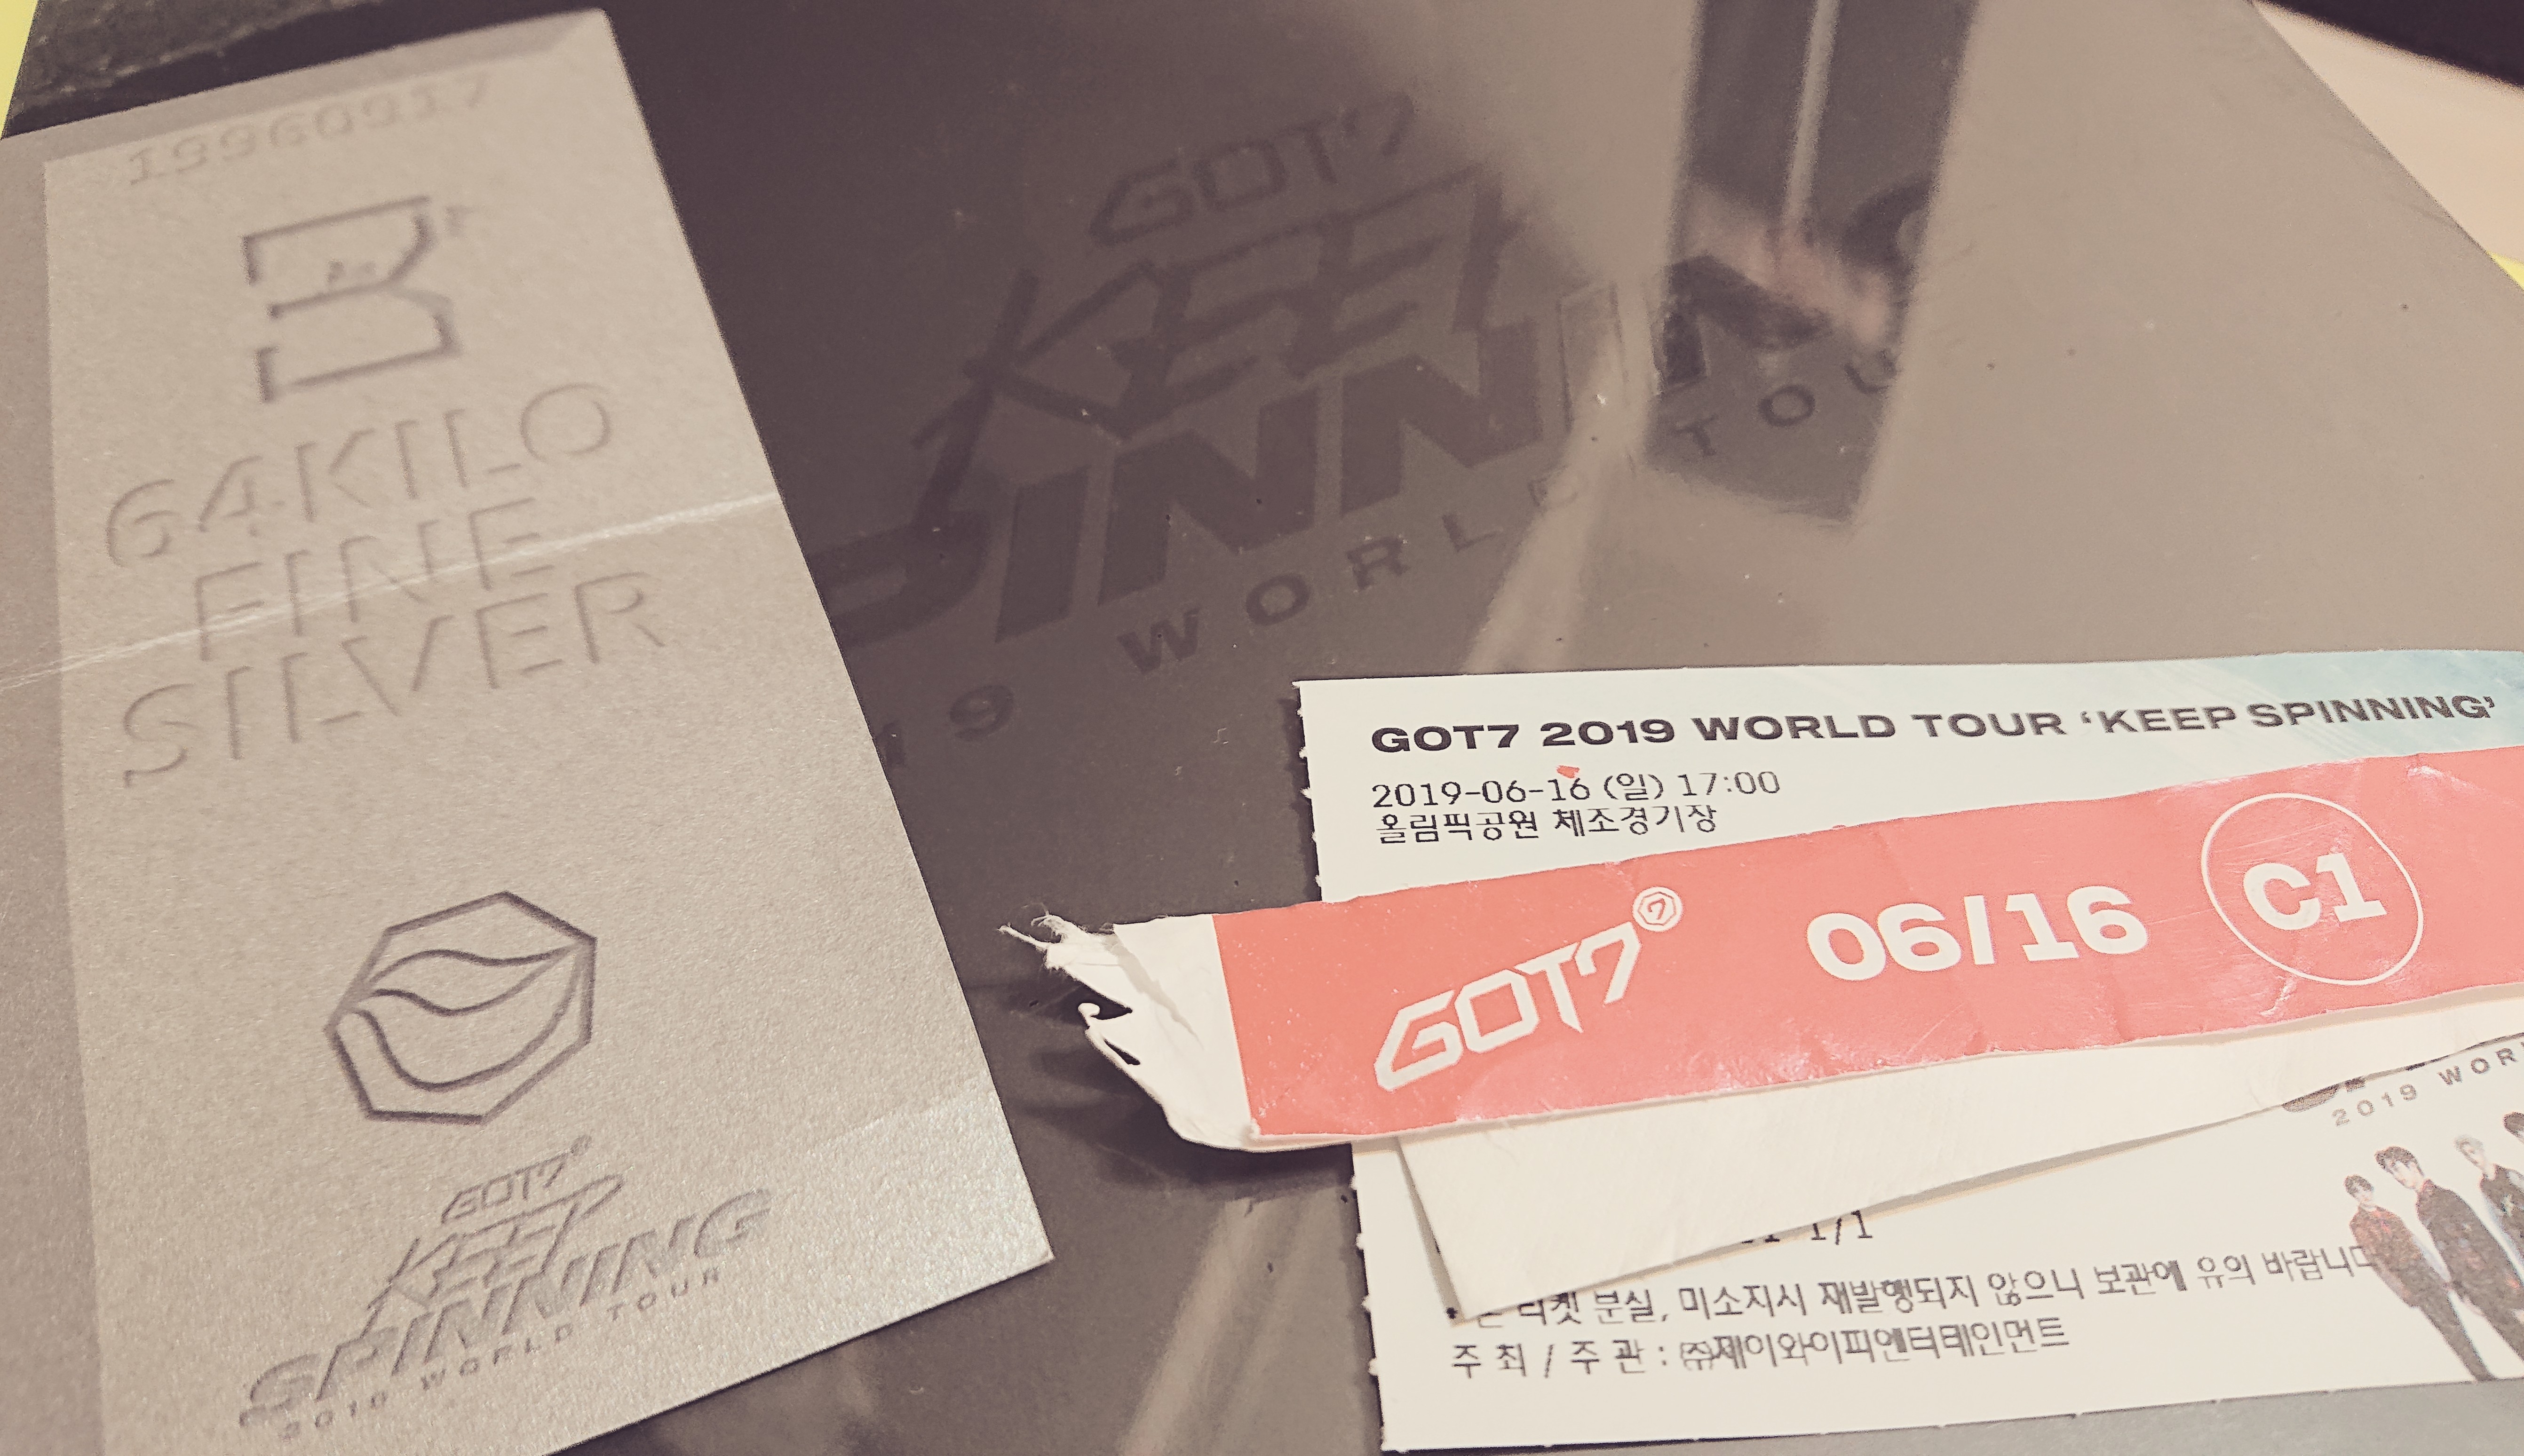 19960917
64KILO
FINE
SILVER
GOT7
KEEP
SPINNING
2019 WORLD TOUR
GOT7
KEEP
SPINNING
19 WORLD TOU
GOT7 2019 WORLD TOUR ‘KEEP SPINNING’
2019-06-16 (일) 17:00
올림픽공원 체조경기장
GOT7 7 06/16 C1
2019 WOR
1/1
티켓 분실, 미소지시 재발행되지 않으니 보관에 유의 바랍니다
주 최 / 주 관 : ㈜제이와이피엔터테인먼트